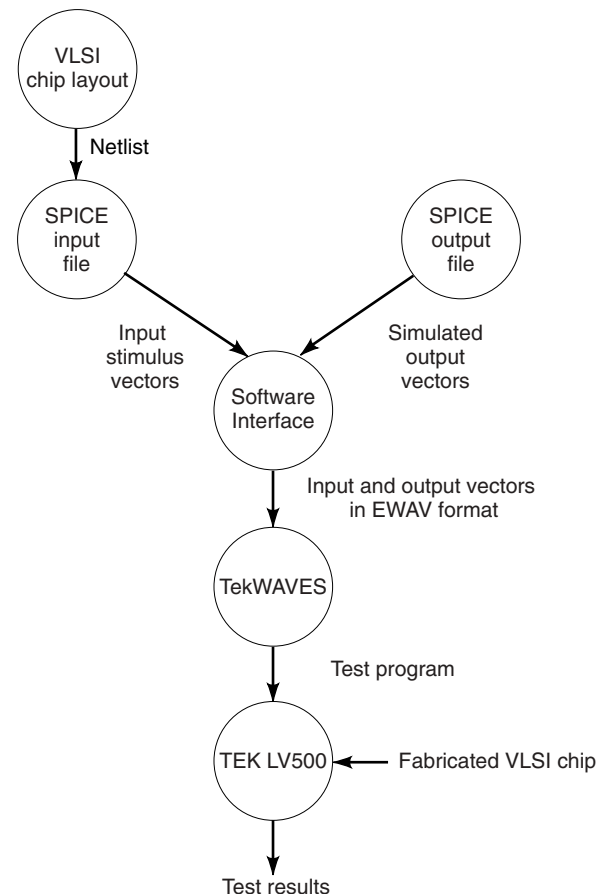 VLSI
chip layout
Netlist
SPICE
input
file
SPICE
output
file
Input
stimulus
vectors
Simulated
output
vectors
Software
Interface
Input and output vectors
in EWAV format
TekWAVES
Test program
TEK LV500
Fabricated VLSI chip
Test results